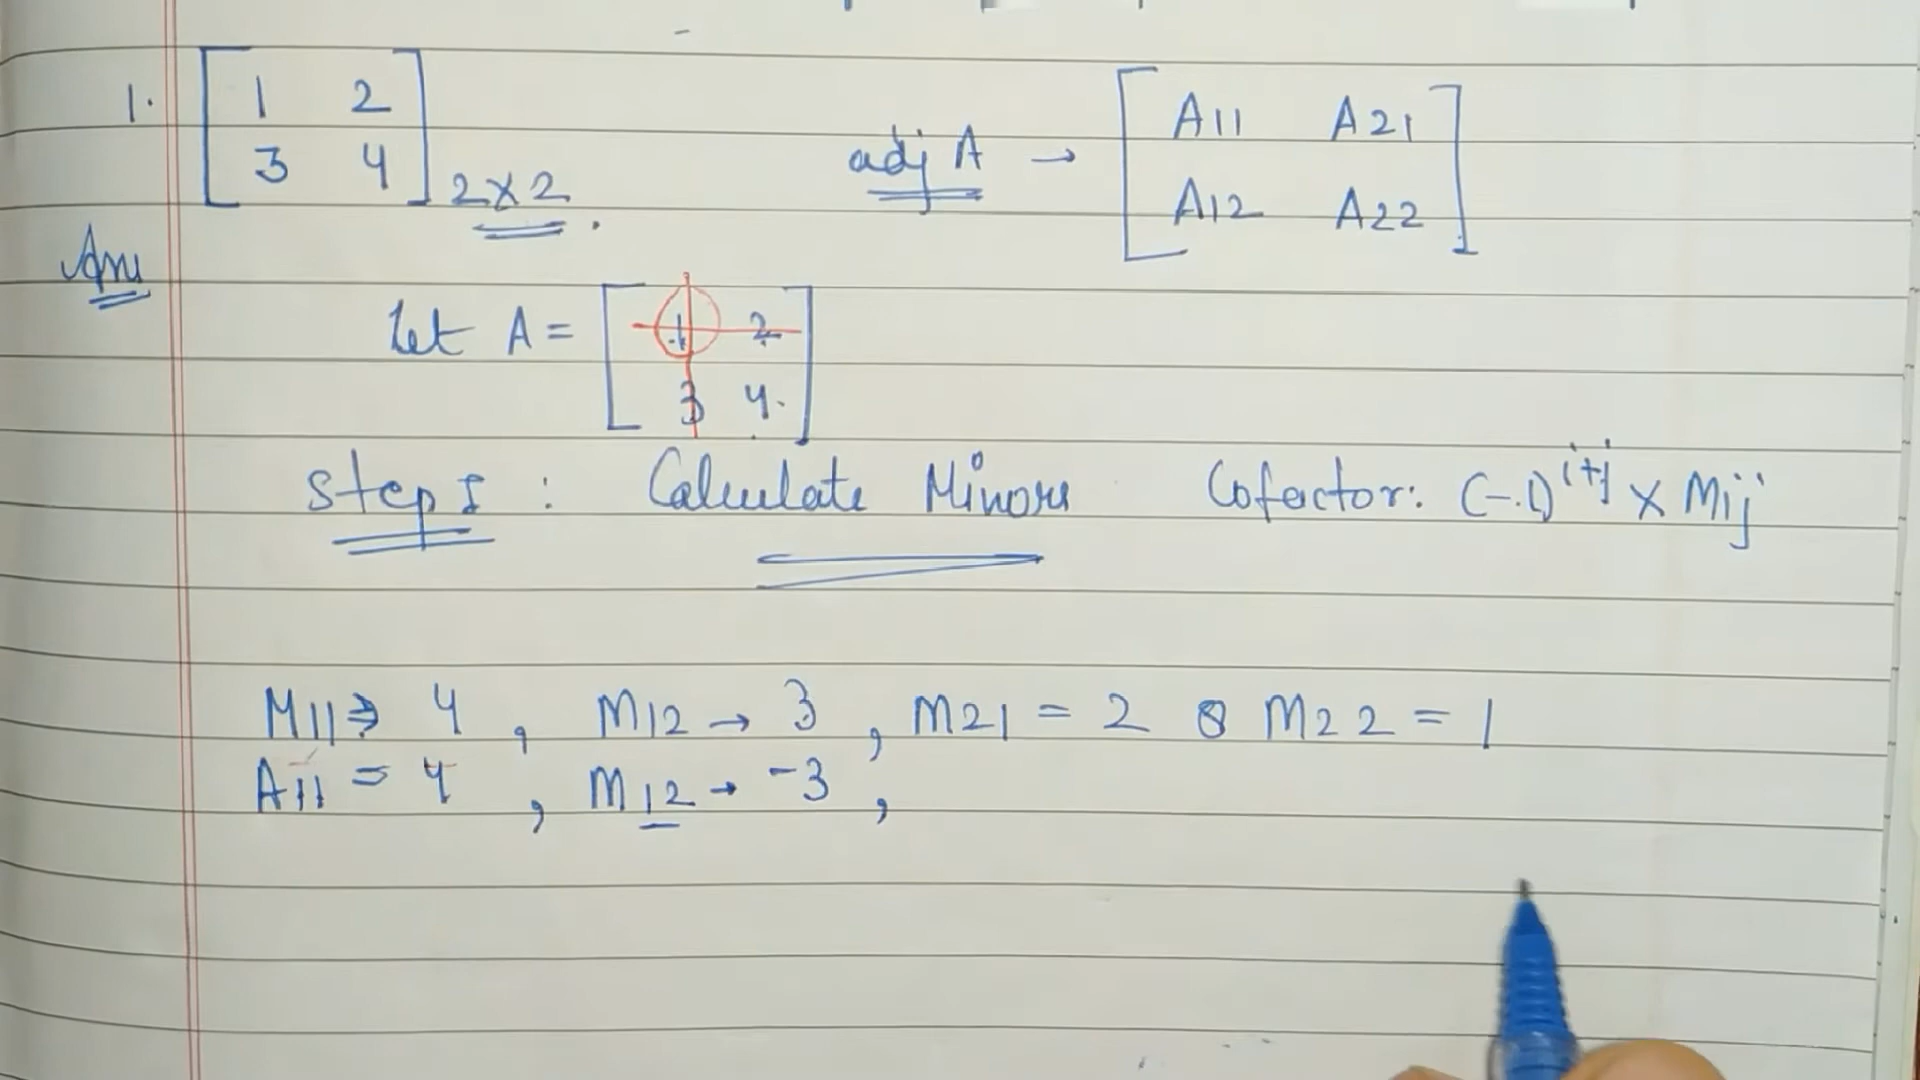 1. [ 1 2
3 4 ] 2×2 .
adj A → [ A11 A21
A12 A22 ]
Ans
Let A = [ 1 2
3 4 ]
Step I : Calculate Minors
Cofactor: (-1)^i+j × Mij
M11 ⇒ 4 , M12 → 3 , M21 = 2 M22 = 1
A11 = 4 , M12 → -3 ,